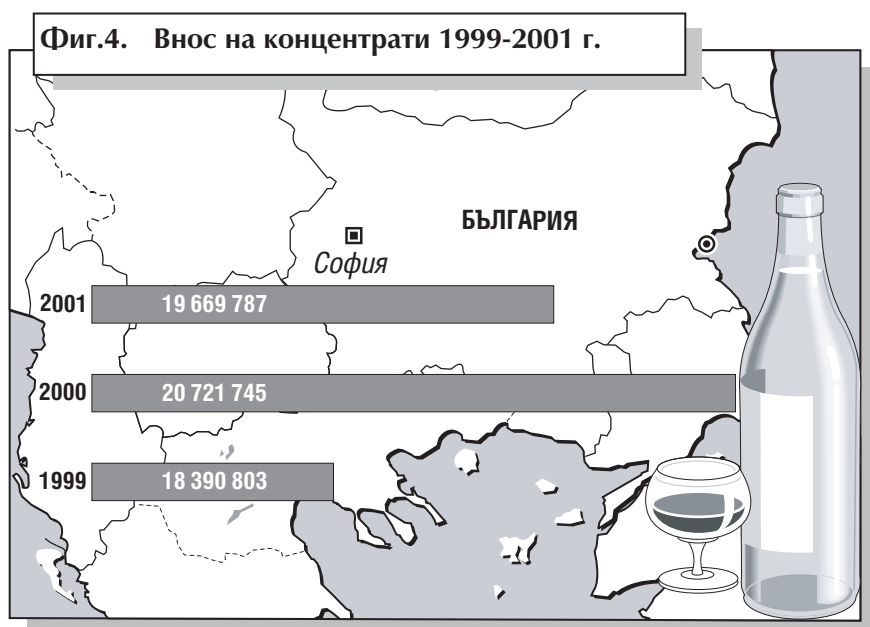 Фиг.4. Внос на концентрати 1999-2001 г.
БЪЛГАРИЯ
София
2001 19 669 787
2000 20 721 745
1999 18 390 803